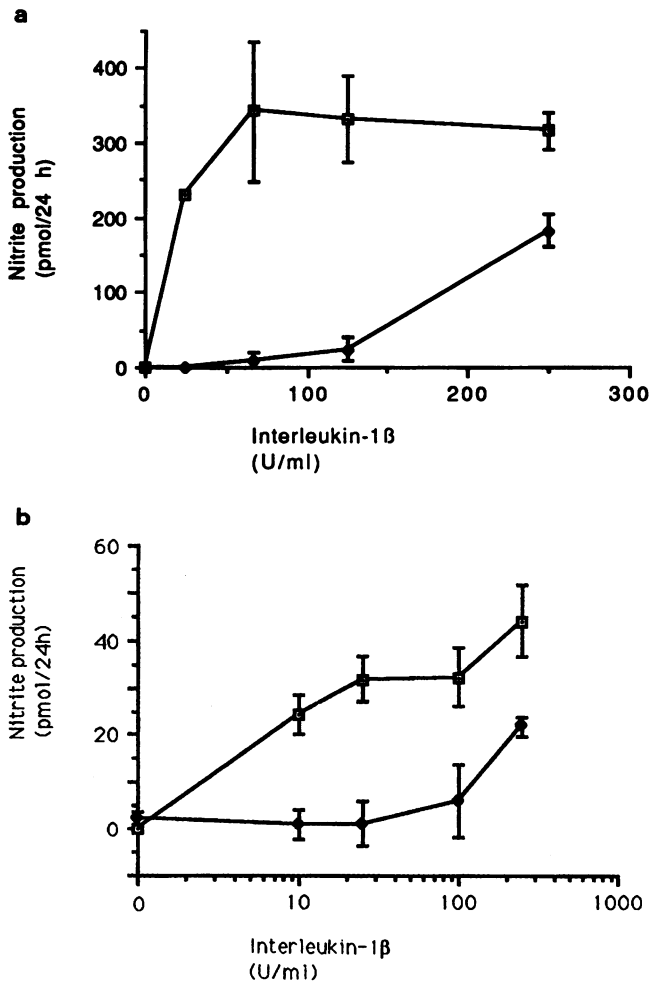 a
Nitrite production
(pmol/24 h)
400
300
200
100
0
0
100
200
300
Interleukin-1ß
(U/ml)
b
Nitrite production
(pmol/24h)
60
40
20
0
0
10
100
1000
Interleukin-1β
(U/ml)